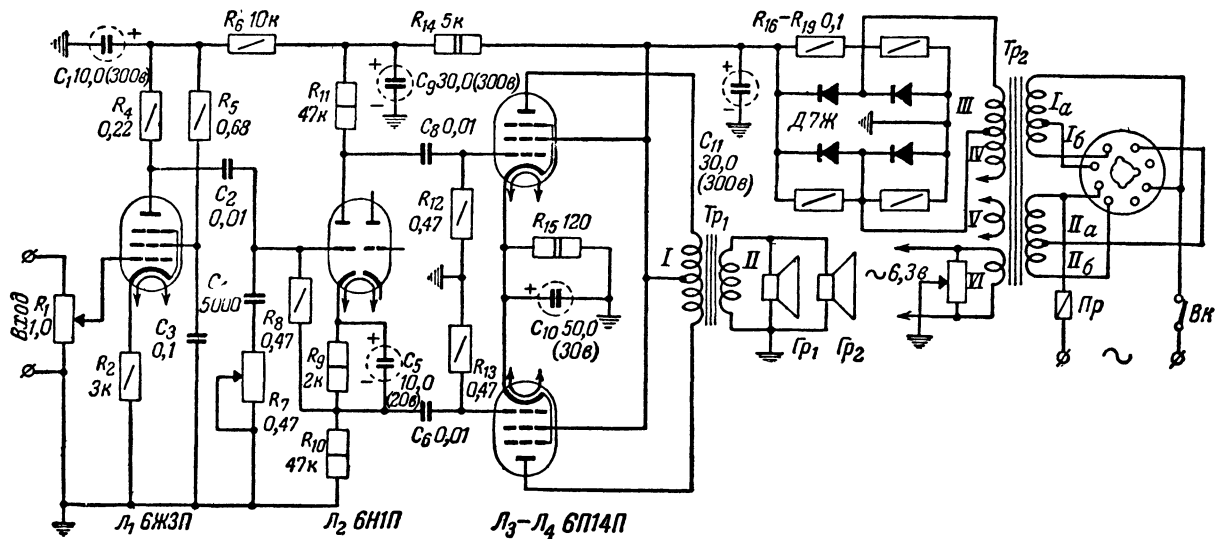 R6 10к
R14 5к
R16–R19 0,1
Тр2
C1 10,0(300в)
R4
0,22
R5
0,68
R11
47к
C9 30,0(300в)
C8 0,01
C11
30,0
(300в)
Д7Ж
III
IV
V
VI
Iа
Iб
IIа
IIб
C2
0,01
R12
0,47
R15 120
C10 50,0
(30в)
Тр1
I
II
Гр1
Гр2
~6,3в
Пр
Вк
~
Вход
R1
1,0
R2
3к
C3
0,1
5000
R8
0,47
R7
0,47
R9
2к
C5
10,0
(20в)
R13
0,47
C6 0,01
R10
47к
Л1 6Ж3П
Л2 6Н1П
Л3–Л4 6П14П